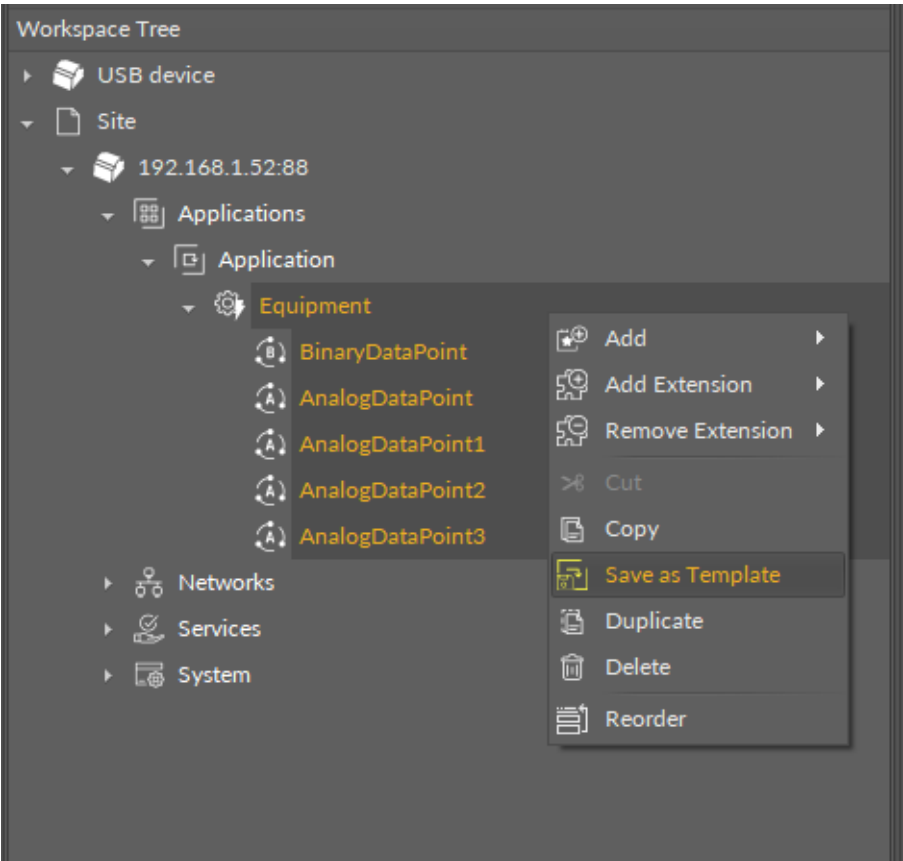 Workspace Tree
USB device
Site
192.168.1.52:88
Applications
Application
Equipment
BinaryDataPoint
AnalogDataPoint
AnalogDataPoint1
AnalogDataPoint2
AnalogDataPoint3
Networks
Services
System
Add
Add Extension
Remove Extension
Cut
Copy
Save as Template
Duplicate
Delete
Reorder